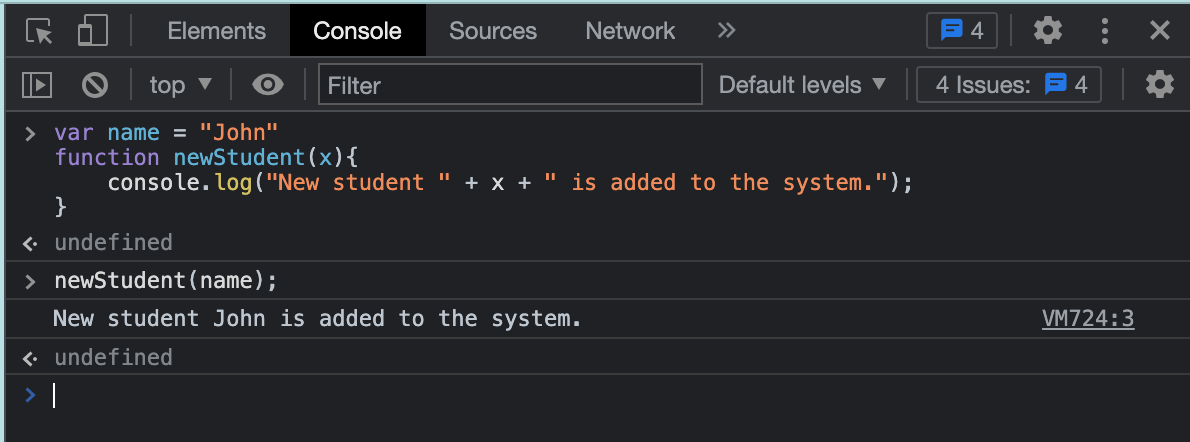 Elements Console Sources Network » 4
top ▼ Filter Default levels ▼ 4 Issues: 4
> var name = "John"
function newStudent(x){
    console.log("New student " + x + " is added to the system.");
}
undefined
> newStudent(name);
New student John is added to the system. VM724:3
undefined
>